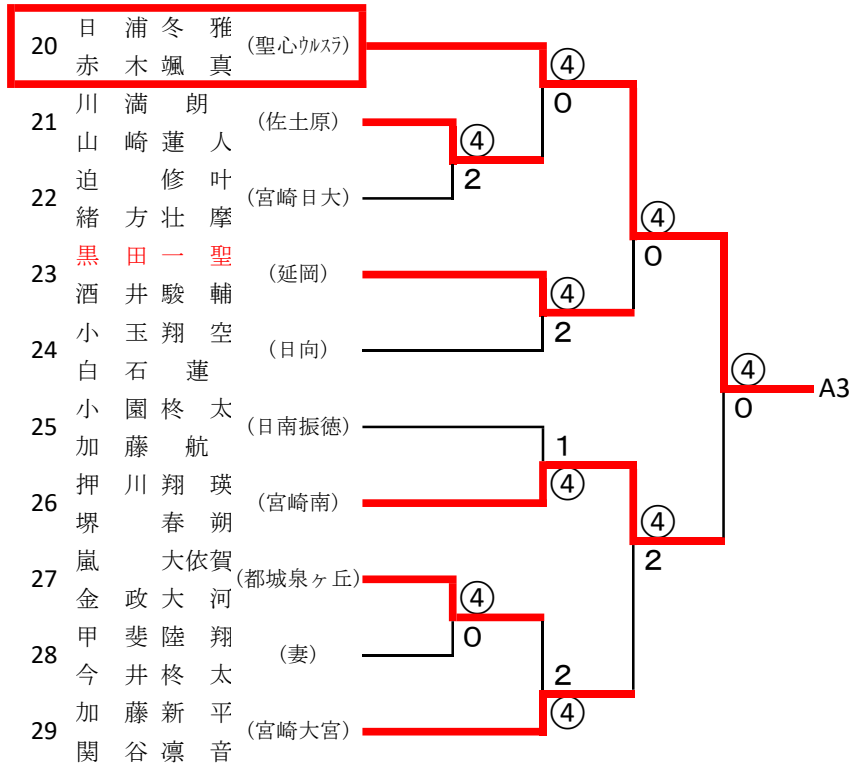 日浦冬雅
20 (聖心ウルスラ)
赤木颯真
④
0
川満朗
21 (佐土原)
山崎蓮人
④
2
迫修叶
22 (宮崎日大)
緒方壮摩
④
0
黒田一聖
23 (延岡)
酒井駿輔
④
2
小玉翔空
24 (日向)
白石蓮
④
0
A3
小園柊太
25 (日南振徳)
加藤航
1
④
押川翔瑛
26 (宮崎南)
堺春朔
④
2
嵐大依賀
27 (都城泉ヶ丘)
金政大河
④
0
甲斐陸翔
28 (妻)
今井柊太
2
④
加藤新平
29 (宮崎大宮)
関谷凛音